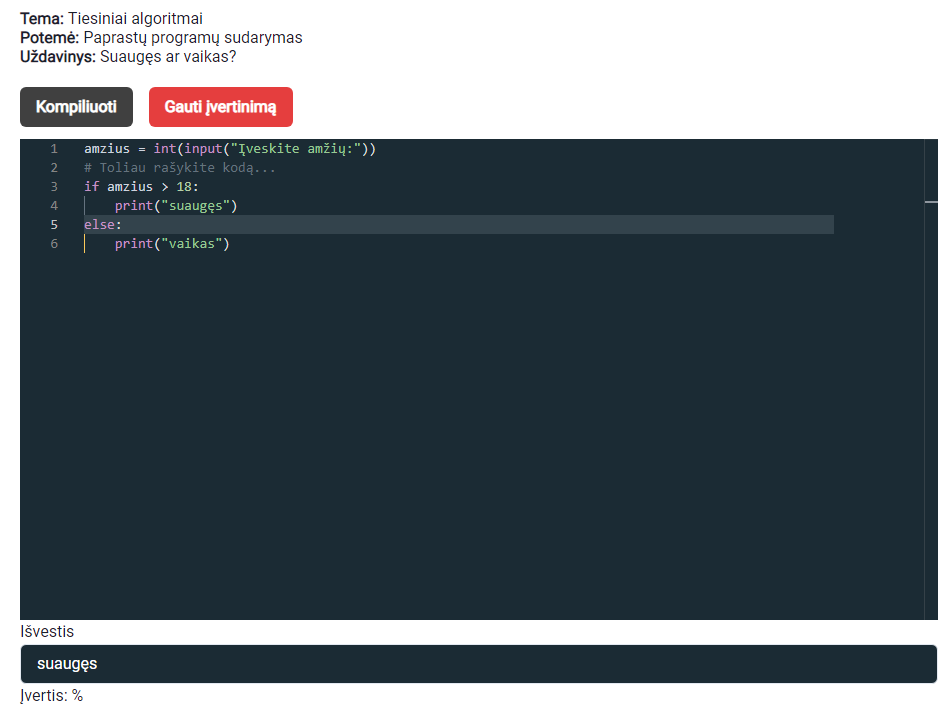 Tema: Tiesiniai algoritmai
Potemė: Paprastų programų sudarymas
Uždavinys: Suaugęs ar vaikas?
Kompiliuoti Gauti įvertinimą
1 amzius = int(input("Įveskite amžių:"))
2 # Toliau rašykite kodą...
3 if amzius > 18:
4 print("suaugęs")
5 else:
6 print("vaikas")
Išvestis
suaugęs
Įvertis: %